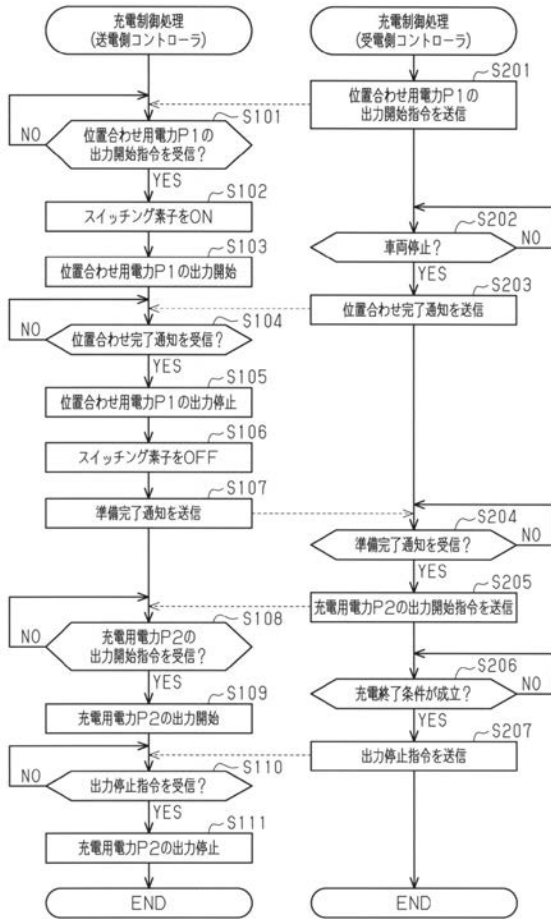 充電制御処理
(送電側コントローラ)
S101
位置合わせ用電力P1の
出力開始指令を受信?
NO
YES
S102
スイッチング素子をON
S103
位置合わせ用電力P1の出力開始
S104
位置合わせ完了通知を受信?
NO
YES
S105
位置合わせ用電力P1の出力停止
S106
スイッチング素子をOFF
S107
準備完了通知を送信
S108
充電用電力P2の
出力開始指令を受信?
NO
YES
S109
充電用電力P2の出力開始
S110
出力停止指令を受信?
NO
YES
S111
充電用電力P2の出力停止
END
充電制御処理
(受電側コントローラ)
S201
位置合わせ用電力P1の
出力開始指令を送信
S202
車両停止?
NO
YES
S203
位置合わせ完了通知を送信
S204
準備完了通知を受信?
NO
YES
S205
充電用電力P2の出力開始指令を送信
S206
充電終了条件が成立?
NO
YES
S207
出力停止指令を送信
END